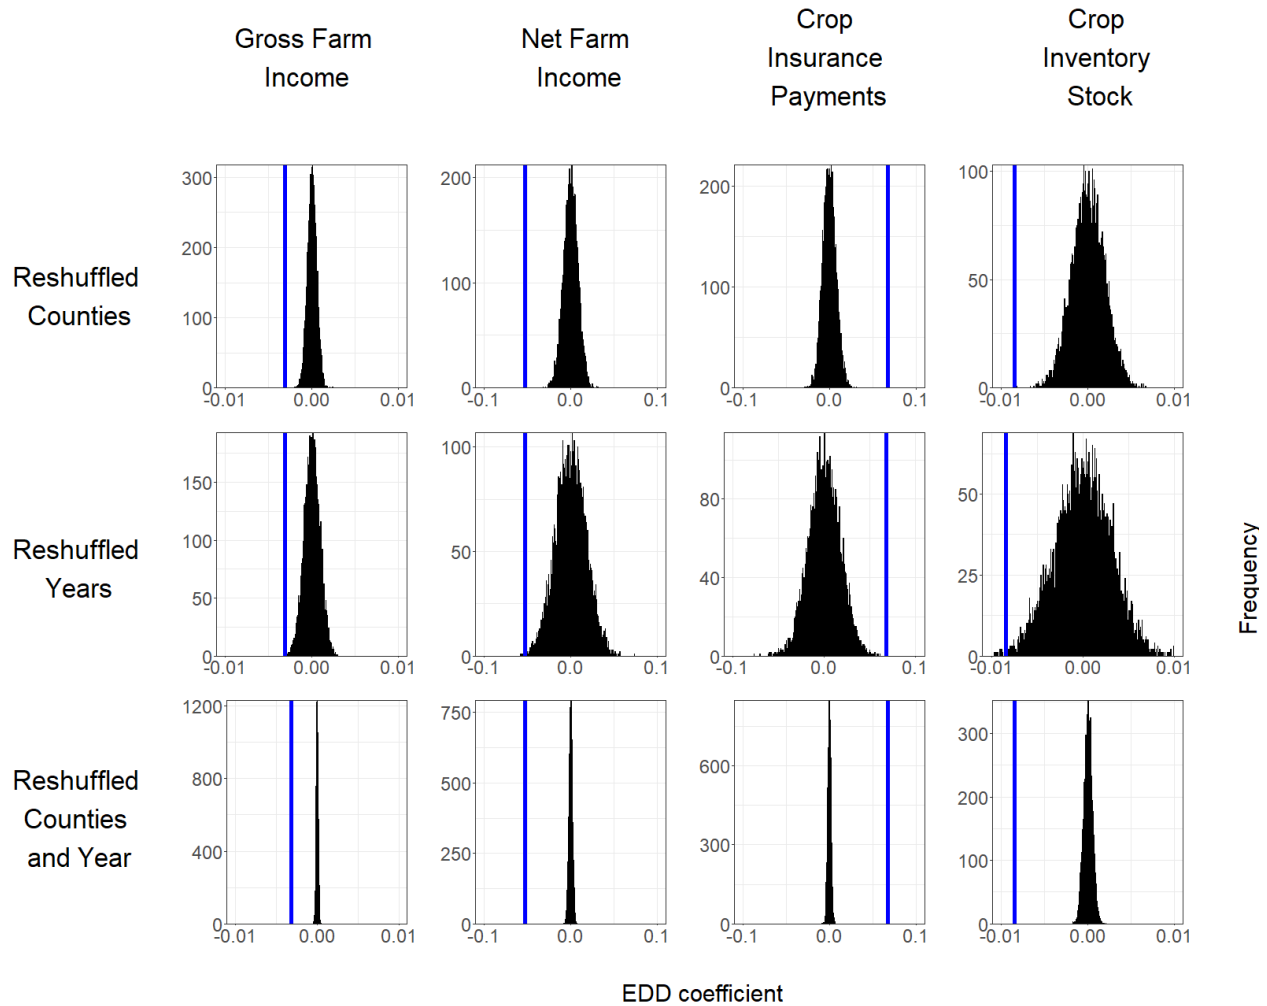 Gross Farm
Income
Net Farm
Income
Crop
Insurance
Payments
Crop
Inventory
Stock
Reshuffled
Counties
300
200
100
0
-0.01 0.00 0.01
200
100
0
-0.1 0.0 0.1
200
100
0
-0.1 0.0 0.1
100
50
0
-0.01 0.00 0.01
Reshuffled
Years
150
100
50
0
-0.01 0.00 0.01
100
50
0
-0.1 0.0 0.1
80
40
0
-0.1 0.0 0.1
50
25
0
-0.01 0.00 0.01
Frequency
Reshuffled
Counties
and Year
1200
800
400
0
-0.01 0.00 0.01
750
500
250
0
-0.1 0.0 0.1
600
300
0
-0.1 0.0 0.1
300
200
100
0
-0.01 0.00 0.01
EDD coefficient